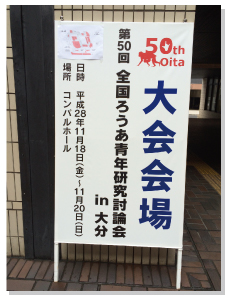 50th
Oita
大会会場
第50回 全国ろうあ青年研究討論会
in 大分
日時 平成28年11月18日(金)~11月20日(日)
場所 コンパルホール